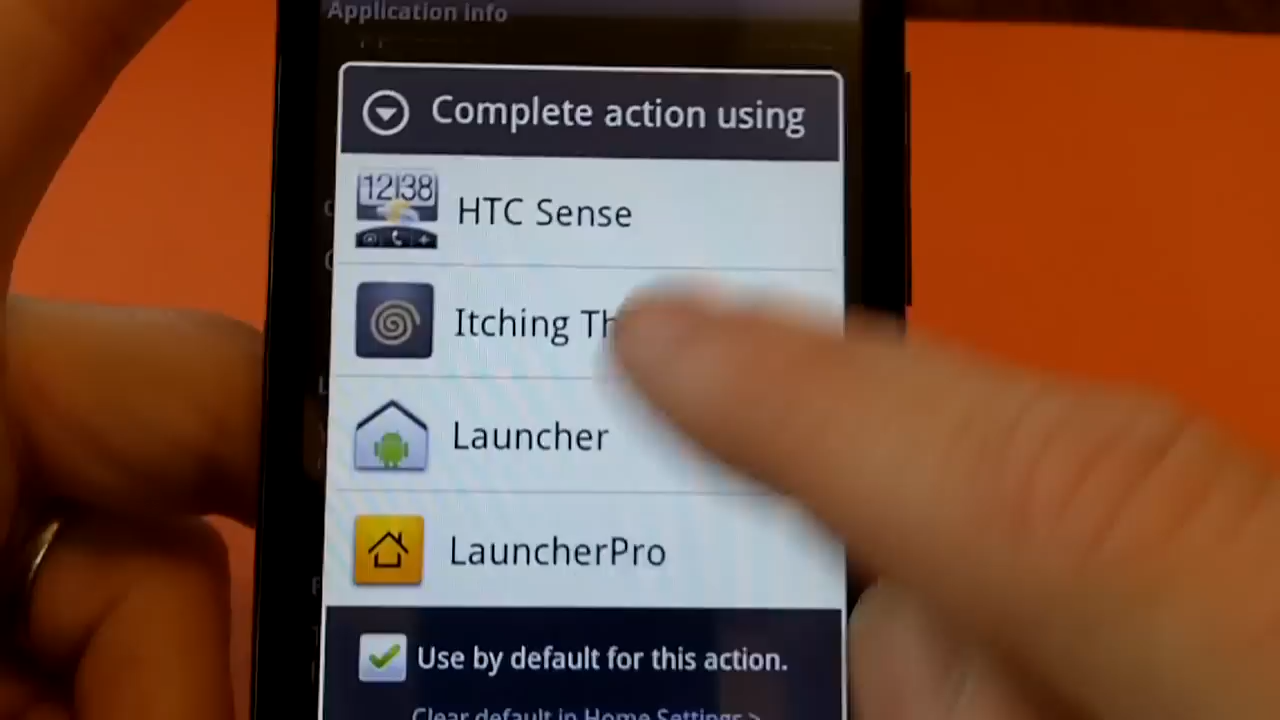 Application info
Complete action using
12:38
HTC Sense
Itching
Launcher
LauncherPro
Use by default for this action.
Clear default in Home Settings >